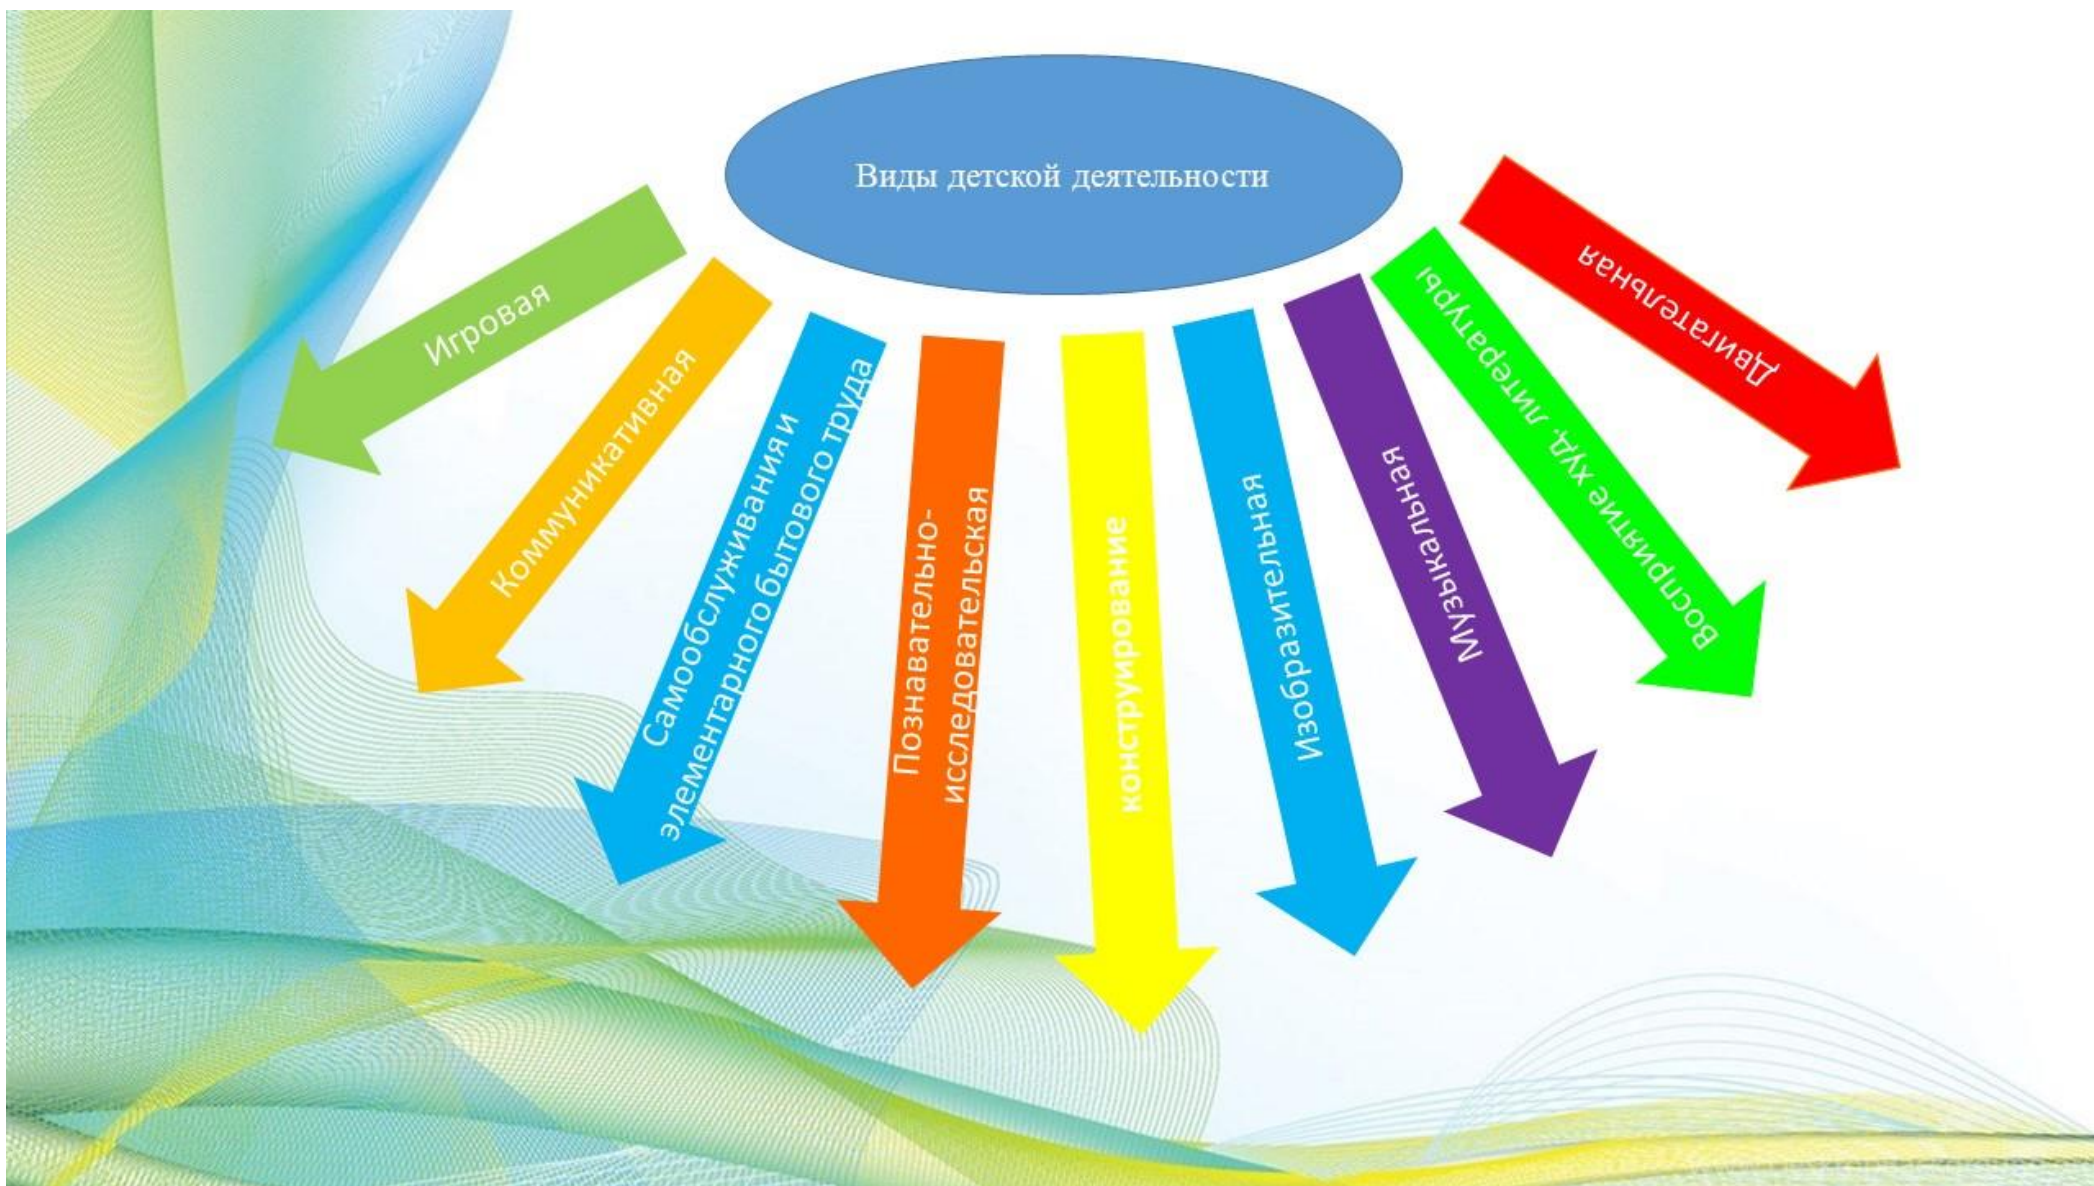 Виды детской деятельности
Игровая
Коммуникативная
Самообслуживания и
элементарного бытового труда
Познавательно-
исследовательская
конструирование
Изобразительная
Музыкальная
Восприятие худ. литературы
Двигательная